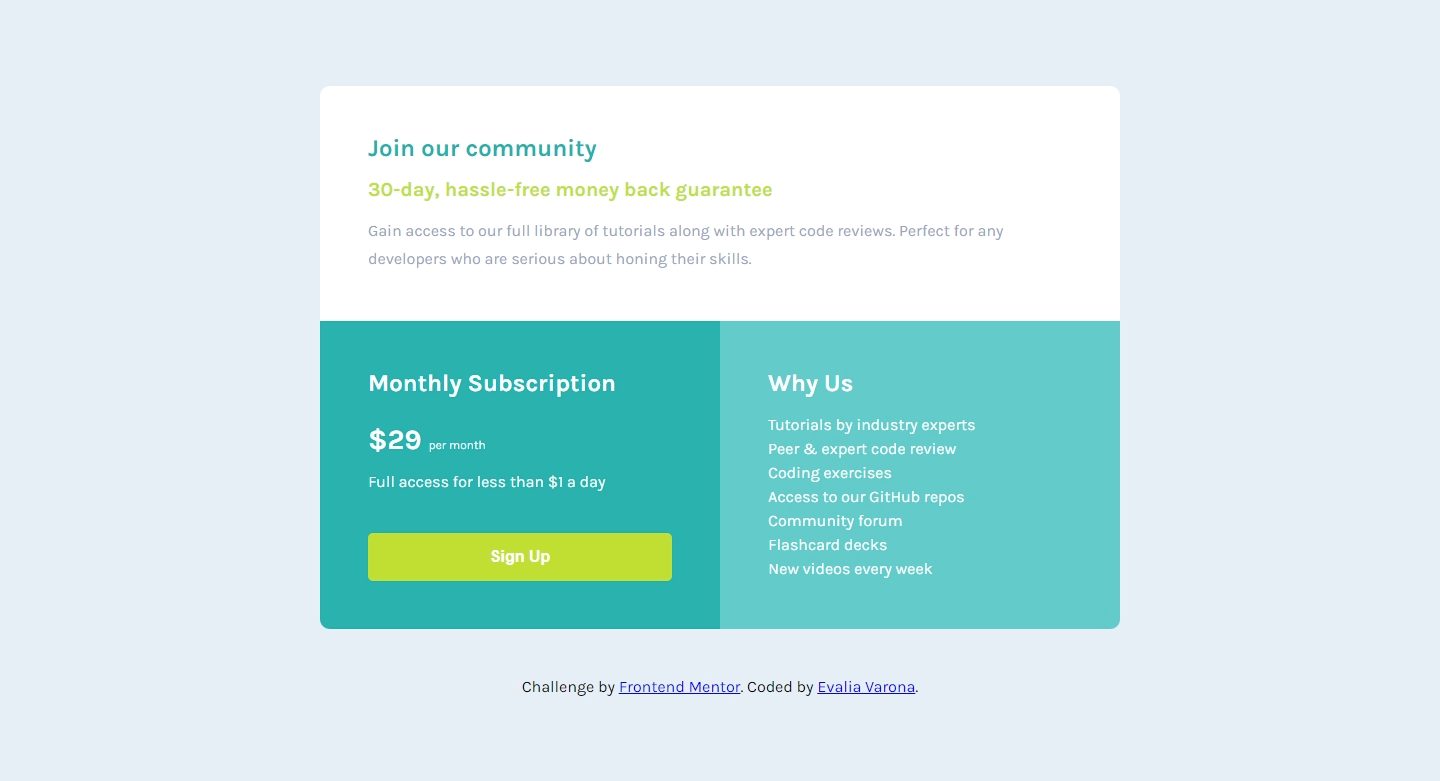 Join our community
30-day, hassle-free money back guarantee
Gain access to our full library of tutorials along with expert code reviews. Perfect for any
developers who are serious about honing their skills.
Monthly Subscription
$29 per month
Full access for less than $1 a day
Sign Up
Why Us
Tutorials by industry experts
Peer & expert code review
Coding exercises
Access to our GitHub repos
Community forum
Flashcard decks
New videos every week
Challenge by Frontend Mentor. Coded by Evalia Varona.